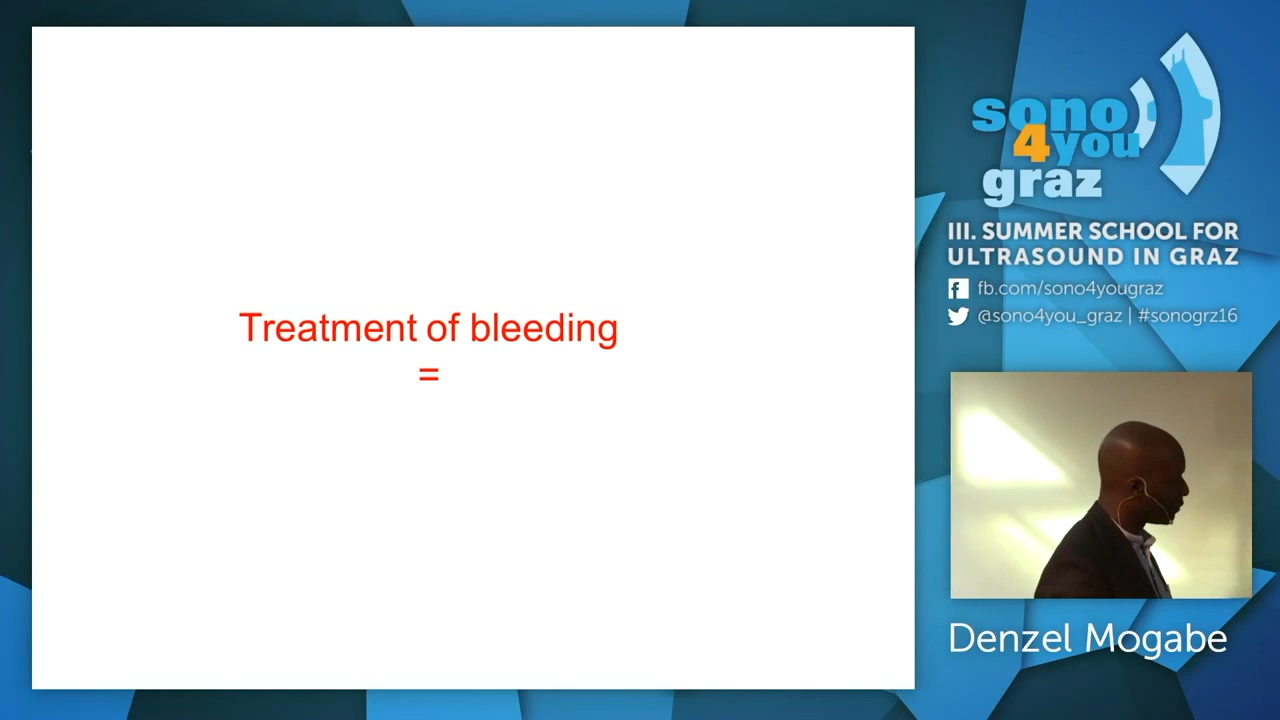 Treatment of bleeding
=
sono
4you
graz
III. SUMMER SCHOOL FOR
ULTRASOUND IN GRAZ
fb.com/sono4yougraz
@sono4you_graz | #sonogrz16
Denzel Mogabe